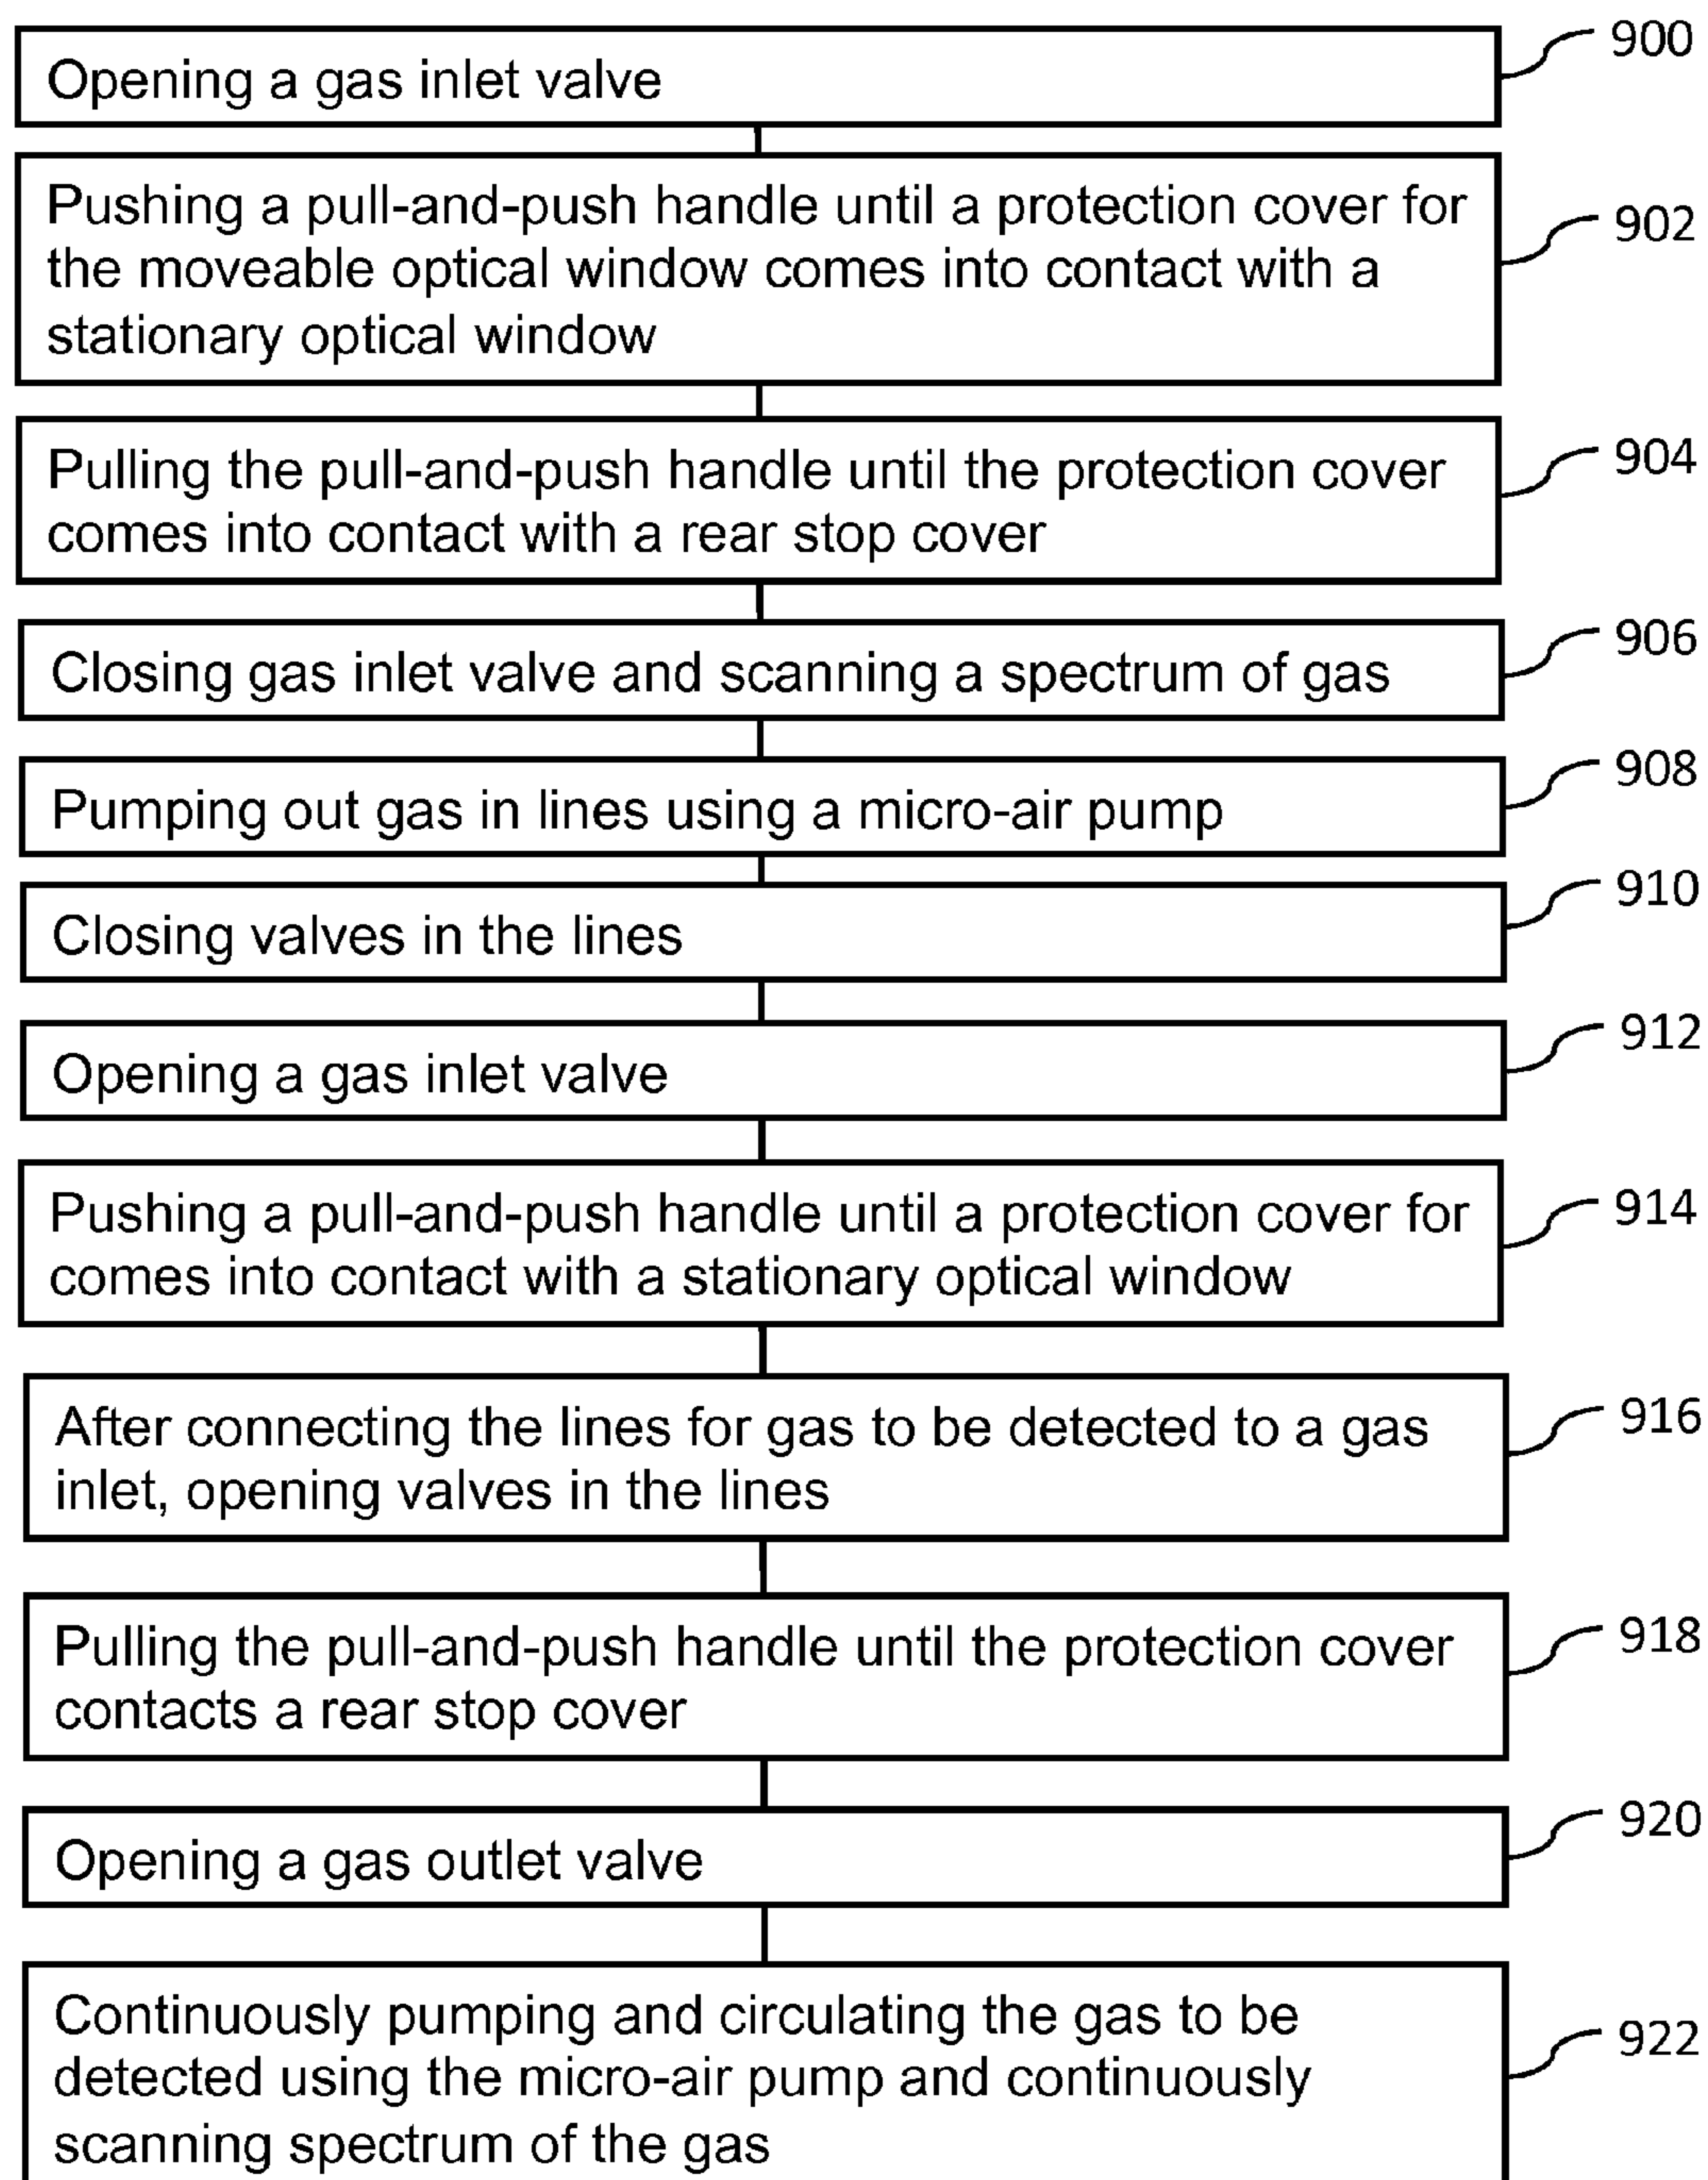 Opening a gas inlet valve
900
Pushing a pull-and-push handle until a protection cover for
the moveable optical window comes into contact with a
stationary optical window
902
Pulling the pull-and-push handle until the protection cover
comes into contact with a rear stop cover
904
Closing gas inlet valve and scanning a spectrum of gas
906
Pumping out gas in lines using a micro-air pump
908
Closing valves in the lines
910
Opening a gas inlet valve
912
Pushing a pull-and-push handle until a protection cover for
comes into contact with a stationary optical window
914
After connecting the lines for gas to be detected to a gas
inlet, opening valves in the lines
916
Pulling the pull-and-push handle until the protection cover
contacts a rear stop cover
918
Opening a gas outlet valve
920
Continuously pumping and circulating the gas to be
detected using the micro-air pump and continuously
scanning spectrum of the gas
922